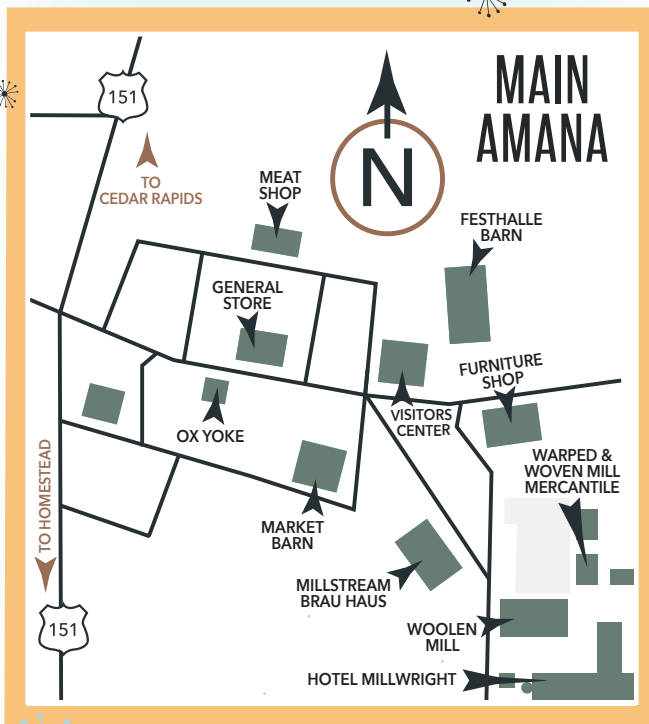 MAIN
AMANA
151
TO
CEDAR RAPIDS
N
MEAT
SHOP
FESTHALLE
BARN
GENERAL
STORE
FURNITURE
SHOP
VISITORS
CENTER
OX YOKE
WARPED &
WOVEN MILL
MERCANTILE
TO HOMESTEAD
MARKET
BARN
MILLSTREAM
BRAU HAUS
151
WOOLEN
MILL
HOTEL MILLWRIGHT